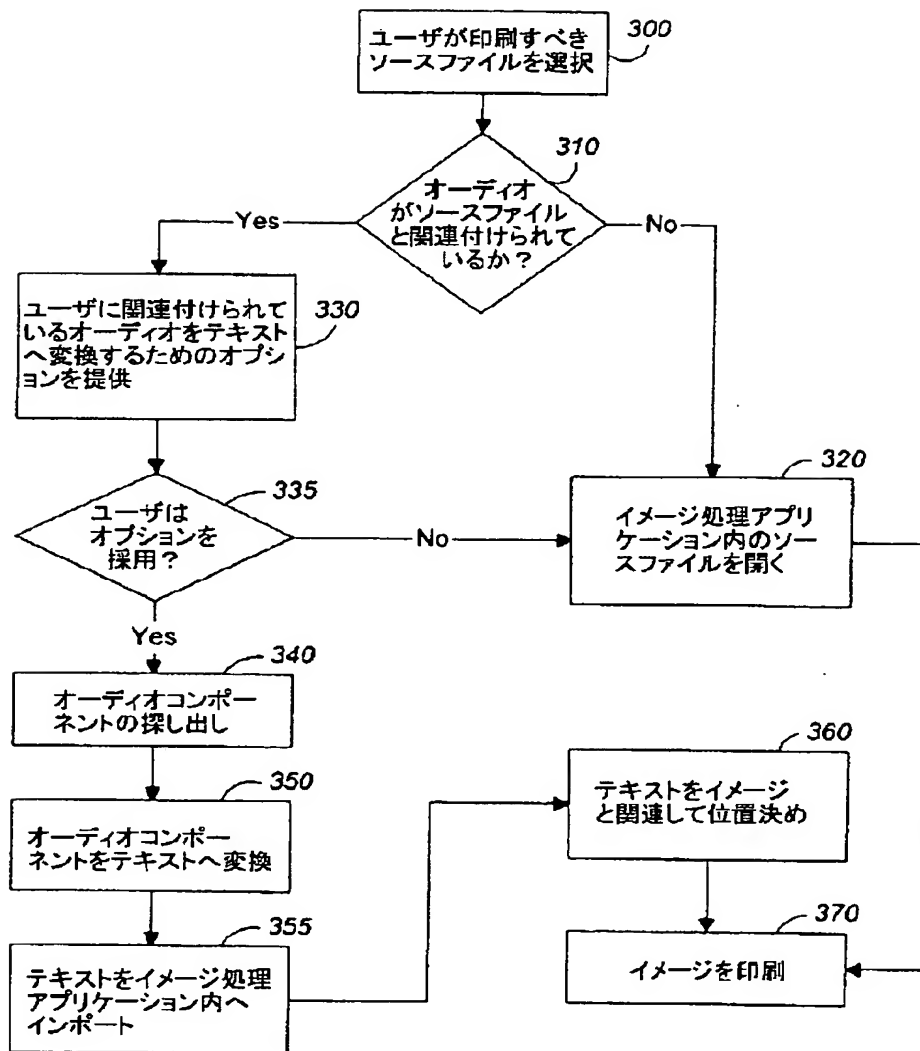 ユーザが印刷すべき
ソースファイルを選択
300
310
オーディオ
がソースファイル
と関連付けられて
いるか？
Yes
No
ユーザに関連付けられて
いるオーディオをテキスト
へ変換するためのオプショ
ンを提供
330
335
ユーザは
オプションを
採用？
No
Yes
320
イメージ処理アプリ
ケーション内のソー
スファイルを開く
340
オーディオコンポー
ネントの探し出し
350
オーディオコンポー
ネントをテキストへ変換
355
テキストをイメージ処理
アプリケーション内へ
インポート
360
テキストをイメージ
と関連して位置決め
370
イメージを印刷